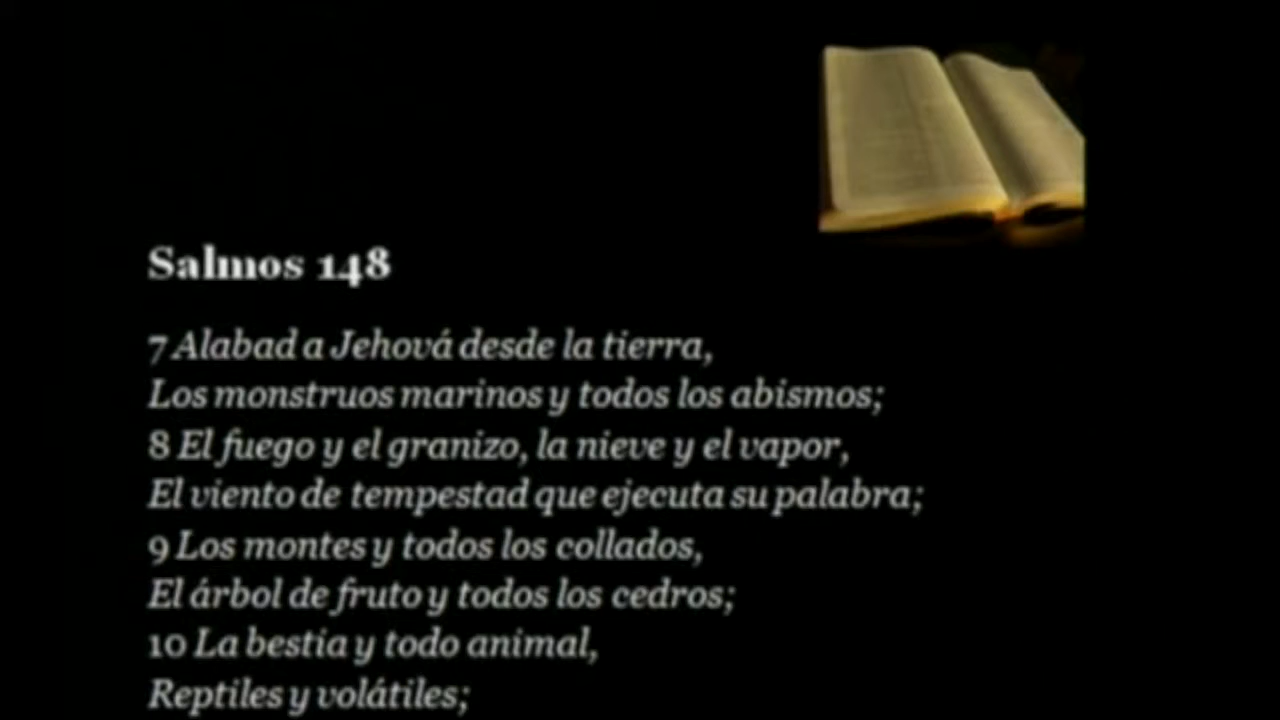 Salmos 148
7 Alabad a Jehová desde la tierra,
Los monstruos marinos y todos los abismos;
8 El fuego y el granizo, la nieve y el vapor,
El viento de tempestad que ejecuta su palabra;
9 Los montes y todos los collados,
El árbol de fruto y todos los cedros;
10 La bestia y todo animal,
Reptiles y volátiles;